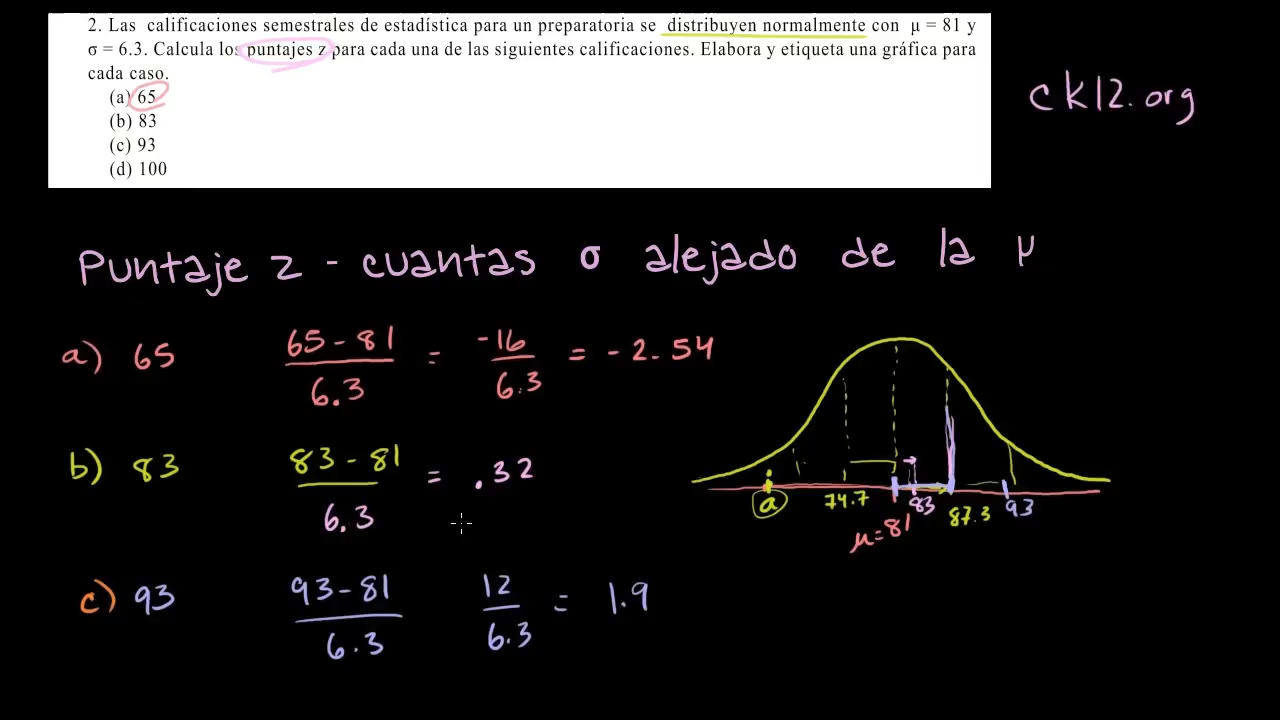 2. Las calificaciones semestrales de estadística para un preparatoria se distribuyen normalmente con μ = 81 y
σ = 6.3. Calcula los puntajes z para cada una de las siguientes calificaciones. Elabora y etiqueta una gráfica para
cada caso.
(a) 65
(b) 83
(c) 93
(d) 100
ck12.org
Puntaje z - cuantas σ alejado de la μ
a) 65 65 - 81 / 6.3 = -16 / 6.3 = -2.54
b) 83 83 - 81 / 6.3 = .32
c) 93 93 - 81 / 6.3 12 / 6.3 = 1.9
a 74.7 μ=81 83 87.3 93